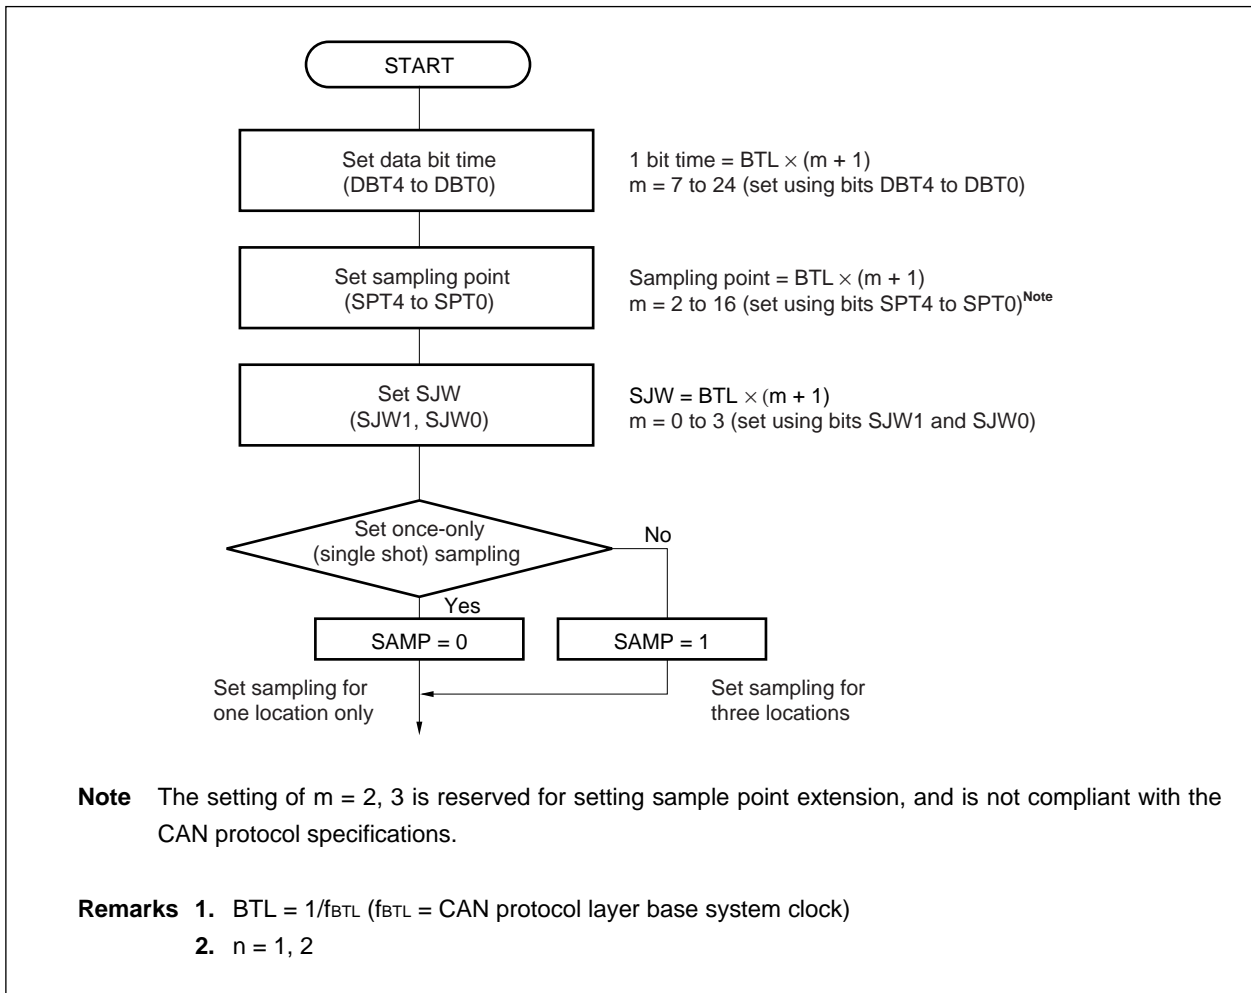 START
Set data bit time
(DBT4 to DBT0)
1 bit time = BTL × (m + 1)
m = 7 to 24 (set using bits DBT4 to DBT0)
Set sampling point
(SPT4 to SPT0)
Sampling point = BTL × (m + 1)
m = 2 to 16 (set using bits SPT4 to SPT0)Note
Set SJW
(SJW1, SJW0)
SJW = BTL × (m + 1)
m = 0 to 3 (set using bits SJW1 and SJW0)
Set once-only
(single shot) sampling
No
Yes
SAMP = 0
SAMP = 1
Set sampling for
one location only
Set sampling for
three locations
Note The setting of m = 2, 3 is reserved for setting sample point extension, and is not compliant with the
CAN protocol specifications.
Remarks 1. BTL = 1/fBTL (fBTL = CAN protocol layer base system clock)
2. n = 1, 2